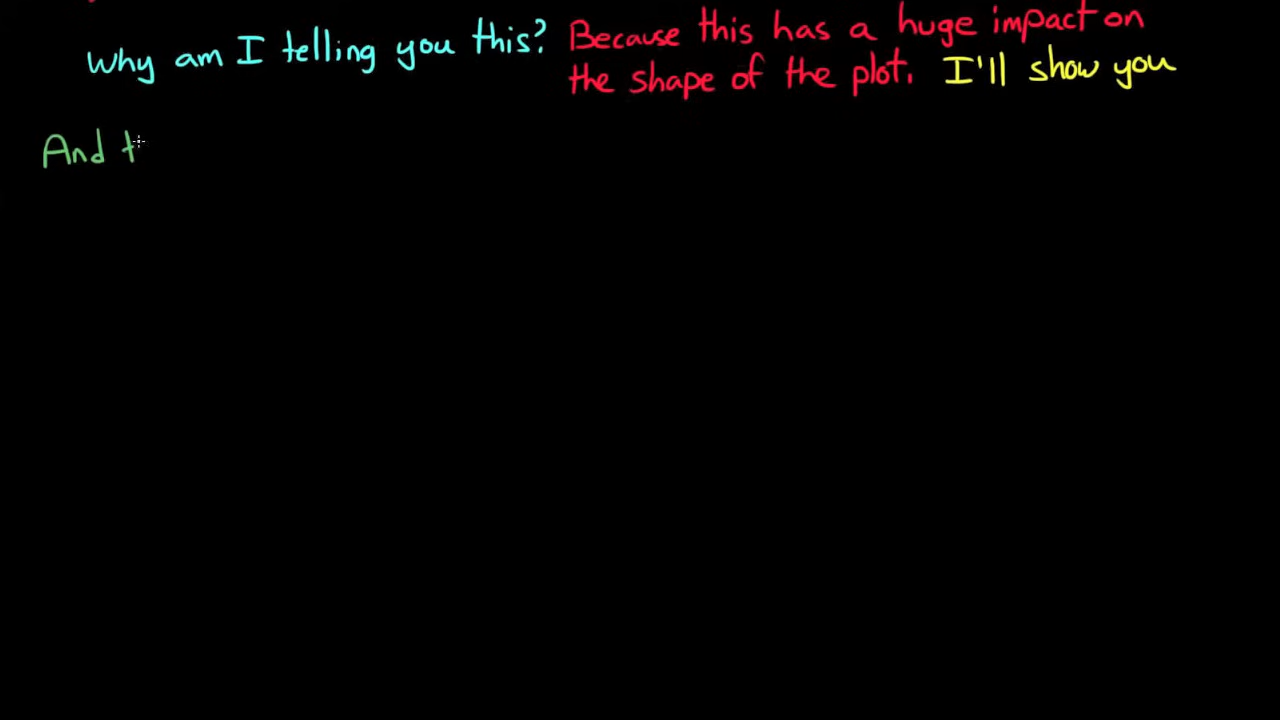 Why am I telling you this? Because this has a huge impact on
the shape of the plot. I'll show you
And t